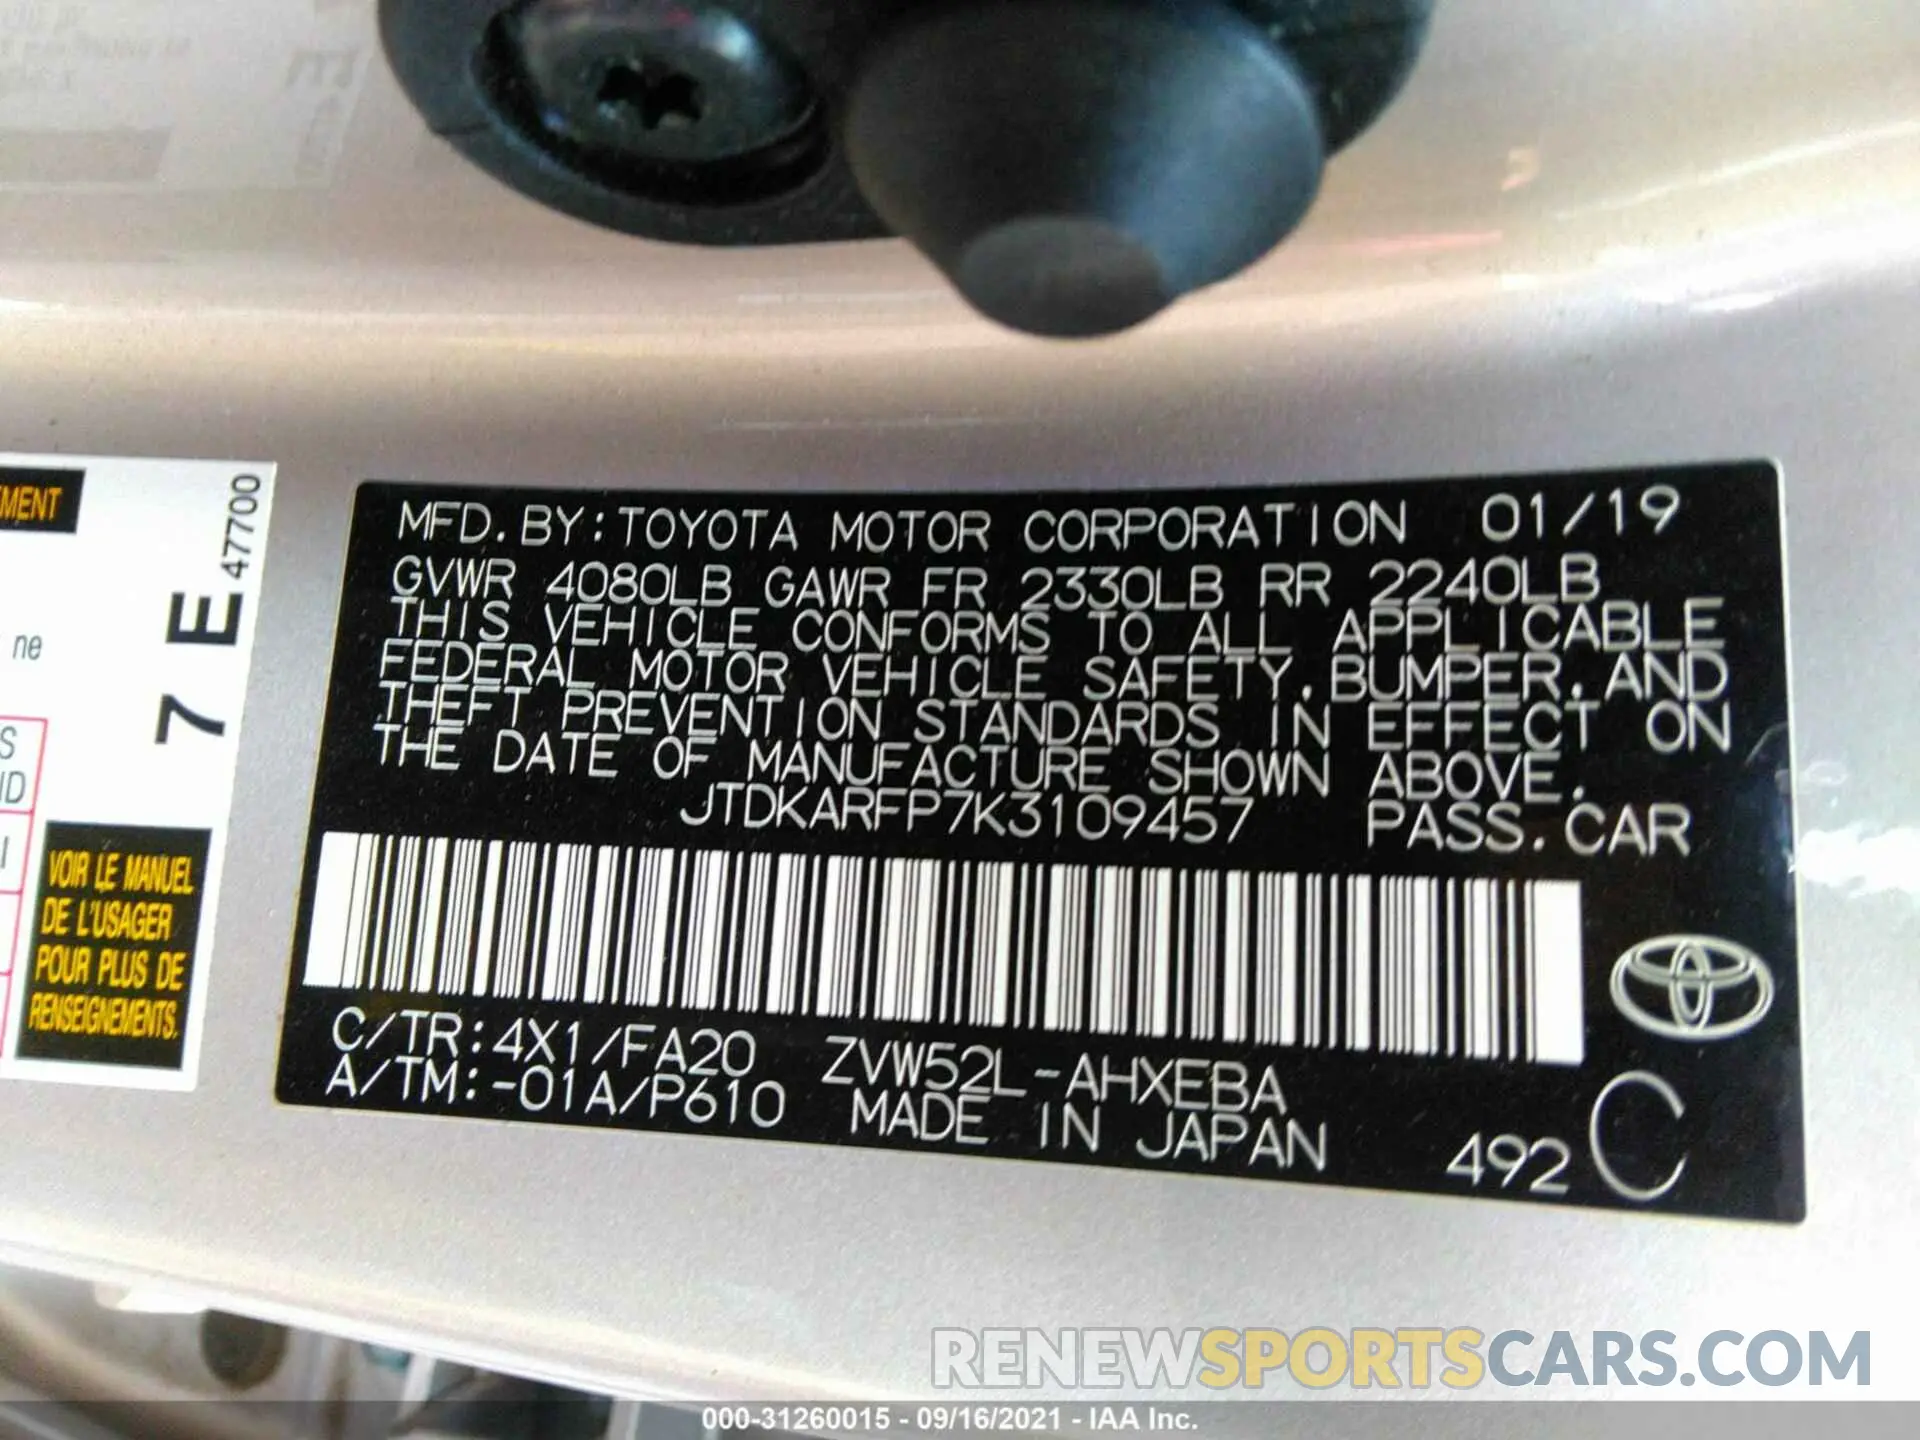 EMENT
7 E 47700
ne
S
ID
I
VOIR LE MANUEL
DE L'USAGER
POUR PLUS DE
RENSEIGNEMENTS.
MFD. BY: TOYOTA MOTOR CORPORATION 01/19
GVWR 4080LB GAWR FR 2330LB RR 2240LB
THIS VEHICLE CONFORMS TO ALL APPLICABLE
FEDERAL MOTOR VEHICLE SAFETY, BUMPER, AND
THEFT PREVENTION STANDARDS IN EFFECT ON
THE DATE OF MANUFACTURE SHOWN ABOVE.
JTDKARFP7K3109457 PASS. CAR
C/TR: 4X1/FA20 ZVW52L-AHXEBA
A/TM: -01A/P610 MADE IN JAPAN 492 C
RENEWSPORTSCARS.COM
000-31260015 - 09/16/2021 - IAA Inc.